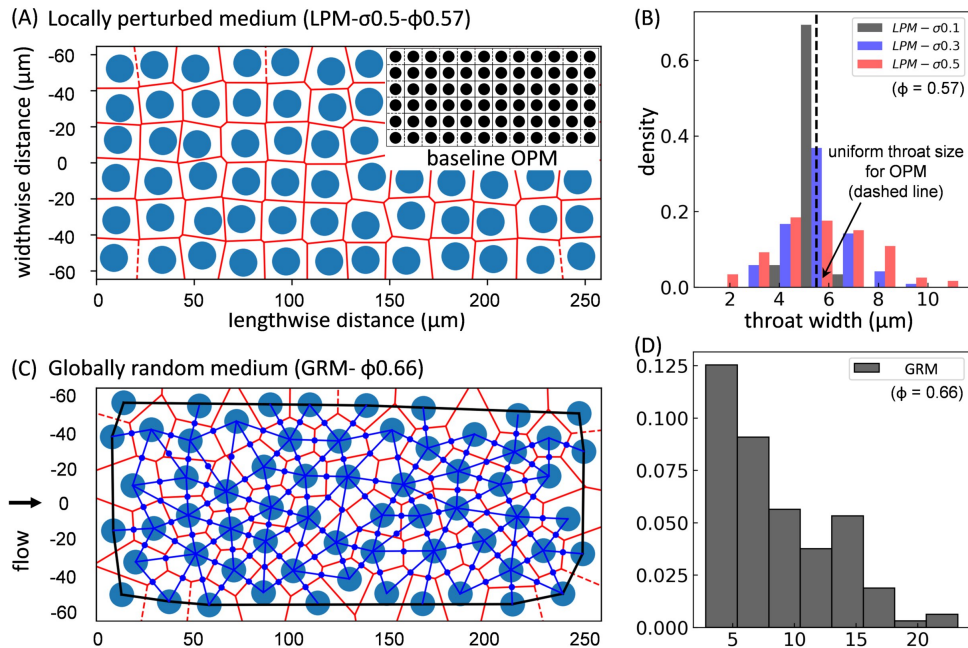 (A) Locally perturbed medium (LPM-σ0.5-ϕ0.57)
widthwise distance (μm)
-60
-40
-20
0
-20
-40
-60
baseline OPM
0 50 100 150 200 250
lengthwise distance (μm)
(B)
density
0.6
0.4
0.2
0.0
LPM − σ0.1
LPM − σ0.3
LPM − σ0.5
(ϕ = 0.57)
uniform throat size
for OPM
(dashed line)
2 4 6 8 10
throat width (μm)
(C) Globally random medium (GRM- ϕ0.66)
flow
-60
-40
-20
0
-20
-40
-60
0 50 100 150 200 250
(D)
0.125
0.100
0.075
0.050
0.025
0.000
GRM
(ϕ = 0.66)
5 10 15 20